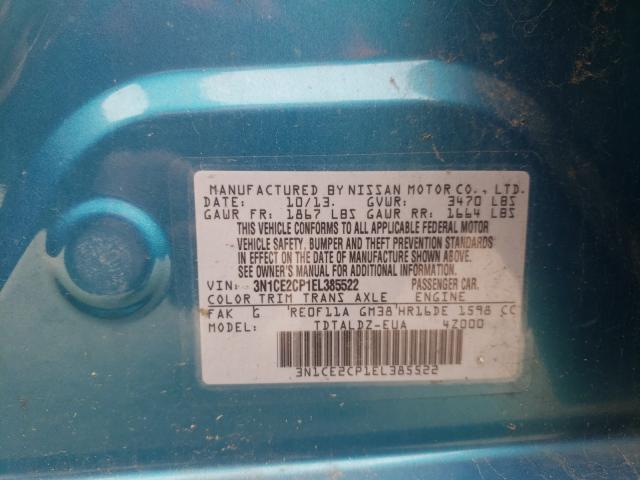 MANUFACTURED BY NISSAN MOTOR CO., LTD.
DATE: 10/13. GVWR: 3470 LBS
GAWR FR: 1867 LBS GAWR RR: 1664 LBS
THIS VEHICLE CONFORMS TO ALL APPLICABLE FEDERAL MOTOR
VEHICLE SAFETY, BUMPER AND THEFT PREVENTION STANDARDS
IN EFFECT ON THE DATE OF MANUFACTURE SHOWN ABOVE.
SEE OWNER'S MANUAL FOR ADDITIONAL INFORMATION.
VIN: 3N1CE2CP1EL385522 PASSENGER CAR.
COLOR TRIM TRANS AXLE ENGINE
FAK G RE0F11A GM38 HR16DE 1598 CC
MODEL: TDTALDZ-EUA 4Z000
3N1CE2CP1EL385522